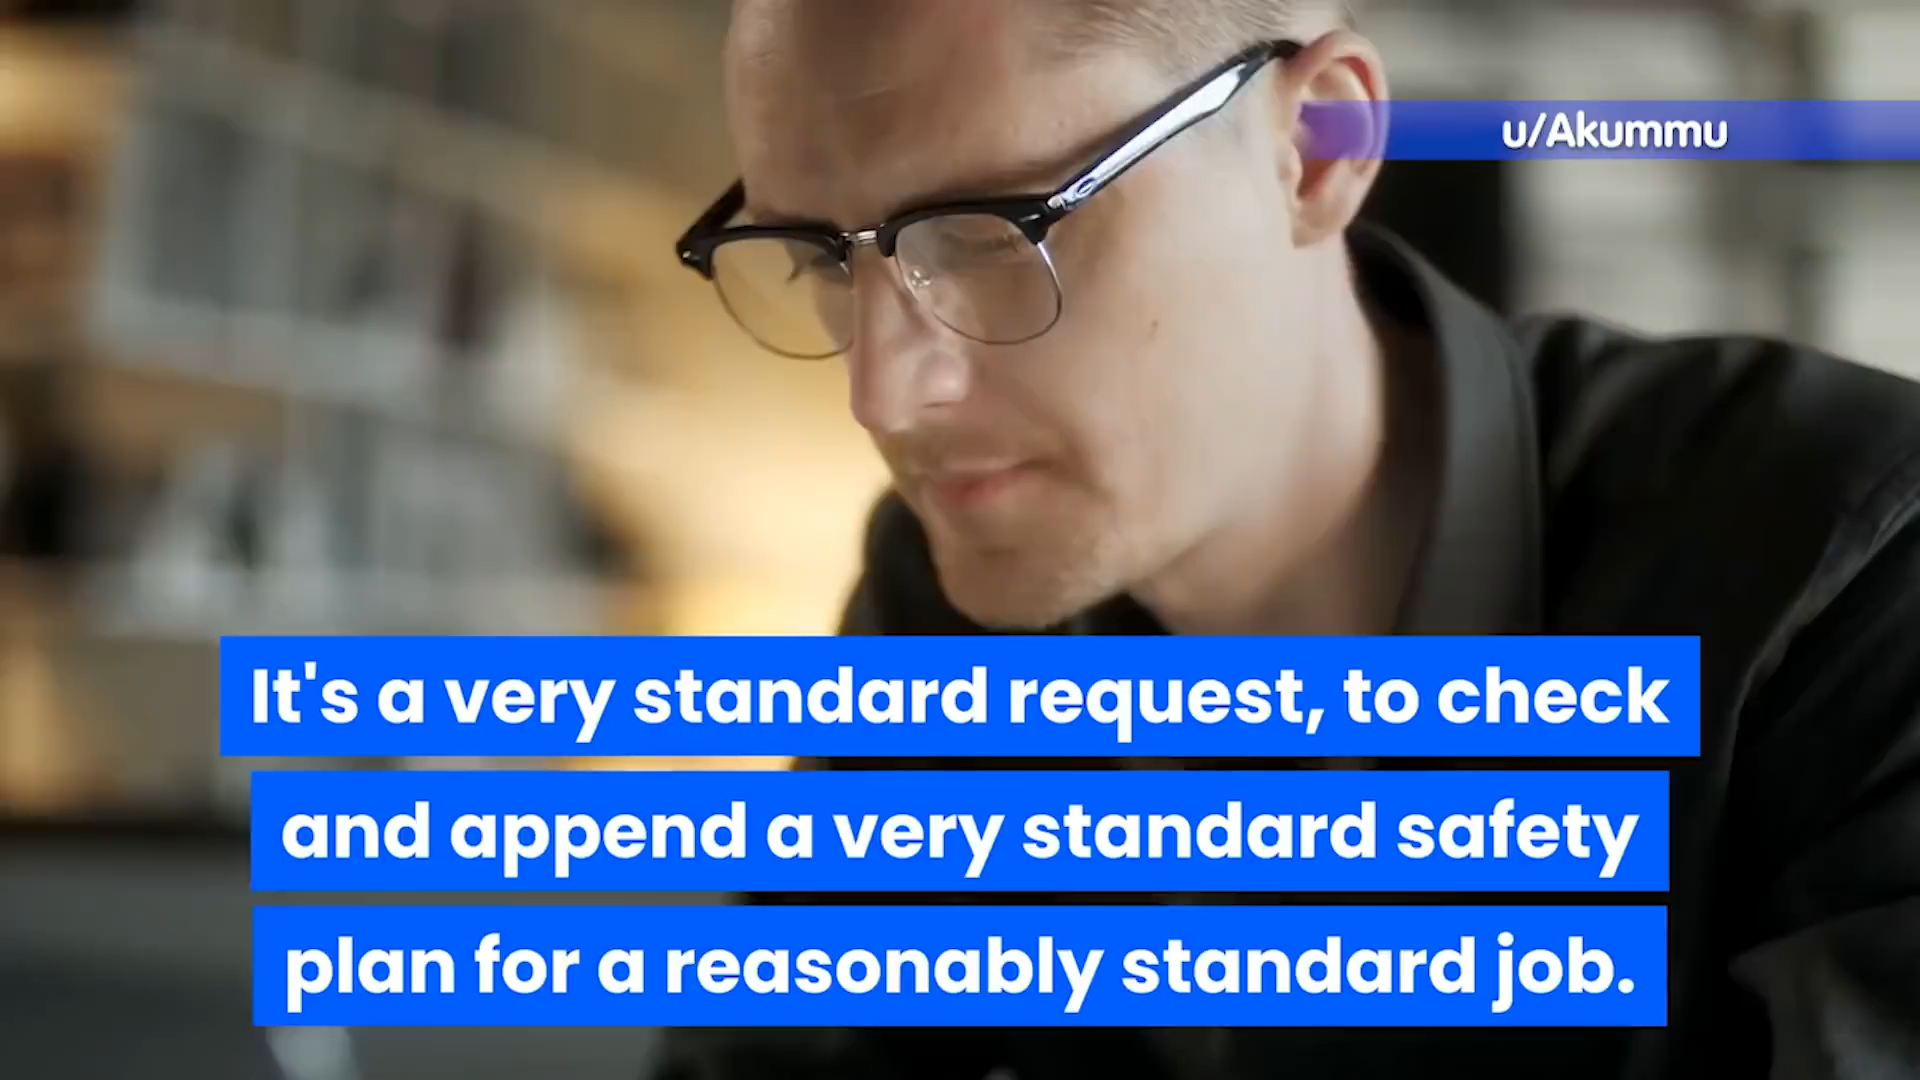 u/Akummu
It's a very standard request, to check
and append a very standard safety
plan for a reasonably standard job.